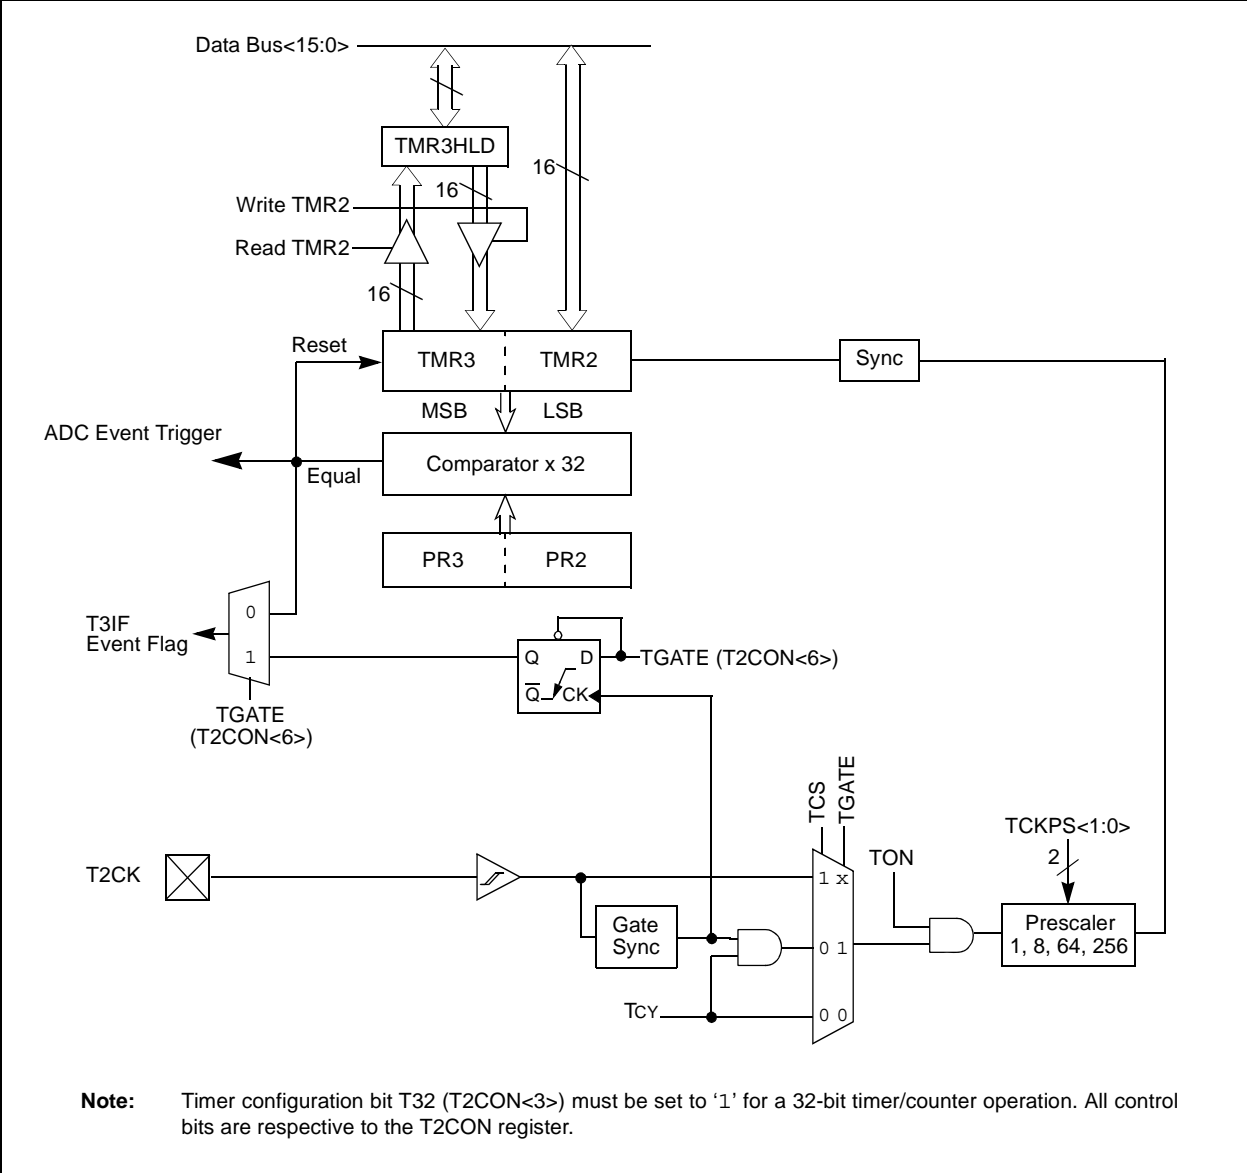 Data Bus<15:0>
TMR3HLD
16
16
Write TMR2
Read TMR2
16
Reset
TMR3
TMR2
Sync
MSB
LSB
ADC Event Trigger
Equal
Comparator x 32
PR3
PR2
0
T3IF
Event Flag
1
Q
D
TGATE (T2CON<6>)
Q
CK
TGATE
(T2CON<6>)
TCS
TGATE
TCKPS<1:0>
2
TON
T2CK
1 x
Gate
Sync
0 1
Prescaler
1, 8, 64, 256
TCY
0 0
Note: Timer configuration bit T32 (T2CON<3>) must be set to ‘1’ for a 32-bit timer/counter operation. All control
bits are respective to the T2CON register.